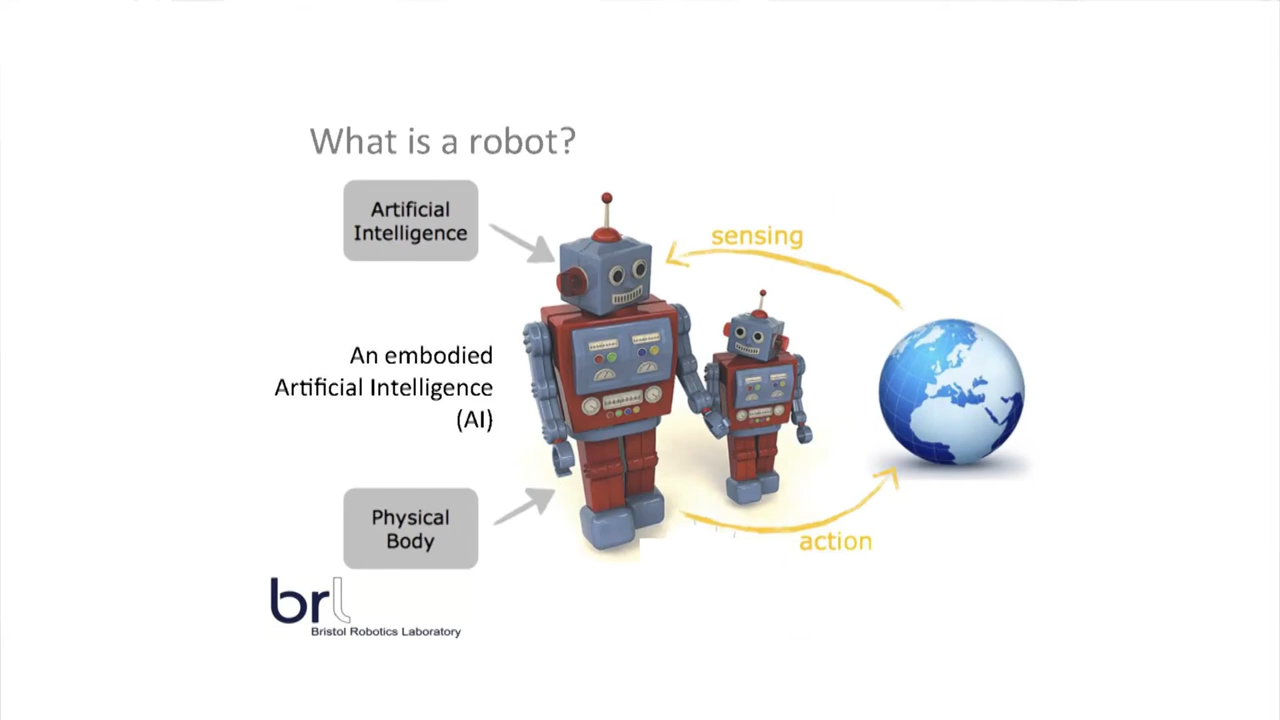 What is a robot?
Artificial
Intelligence
sensing
An embodied
Artificial Intelligence
(AI)
Physical
Body
action
brl
Bristol Robotics Laboratory